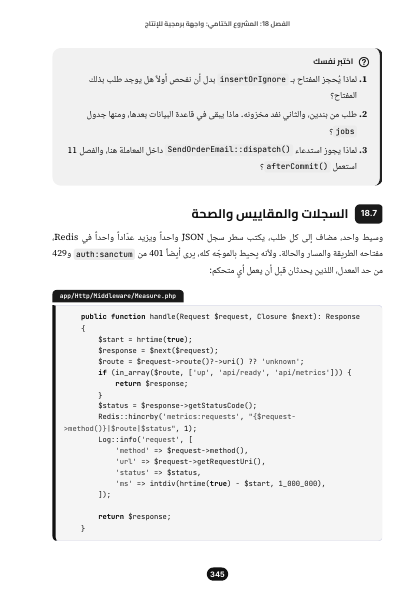 الفصل 18: المشروع الختامي: واجهة برمجية للإنتاج
اختبر نفسك
1. لماذا يُحجز المفتاح بـ insertOrIgnore بدل أن نفحص أولاً هل يوجد طلب بذلك
المفتاح؟
2. طلب من بندين، والثاني نفد مخزونه. ماذا يبقى في قاعدة البيانات بعدها، ومنها جدول
jobs ؟
3. لماذا يجوز استدعاء SendOrderEmail::dispatch() داخل المعاملة هنا، والفصل 11
استعمل afterCommit() ؟
18.7 السجلات والمقاييس والصحة
وسيط واحد، مضاف إلى كل طلب، يكتب سطر سجل JSON واحداً ويزيد عدّاداً واحداً في Redis،
مفتاحه الطريقة والمسار والحالة. ولأنه يحيط بالموجّه كله، يرى أيضاً 401 من auth:sanctum و429
من حد المعدل، اللذين يحدثان قبل أن يعمل أي متحكم:
app/Http/Middleware/Measure.php
public function handle(Request $request, Closure $next): Response
{
$start = hrtime(true);
$response = $next($request);
$route = $request->route()?->uri() ?? 'unknown';
if (in_array($route, ['up', 'api/ready', 'api/metrics'])) {
return $response;
}
$status = $response->getStatusCode();
Redis::hincrby('metrics:requests', "{$request-
>method()}|$route|$status", 1);
Log::info('request', [
'method' => $request->method(),
'url' => $request->getRequestUri(),
'status' => $status,
'ms' => intdiv(hrtime(true) - $start, 1_000_000),
]);
return $response;
}
345